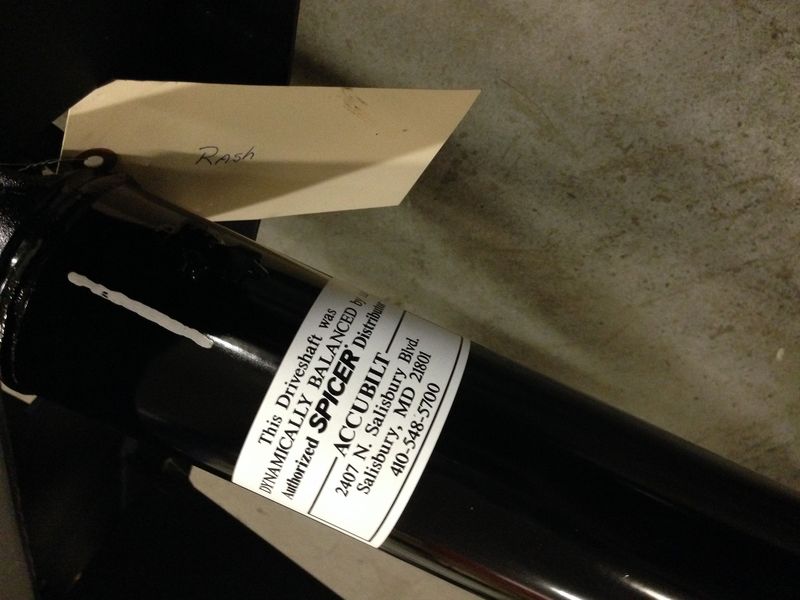 Rash
This Driveshaft was
DYNAMICALLY BALANCED by
Authorized SPICER® Distributor
ACCUBILT
2407 N. Salisbury Blvd.
Salisbury, MD 21801
410-548-5700